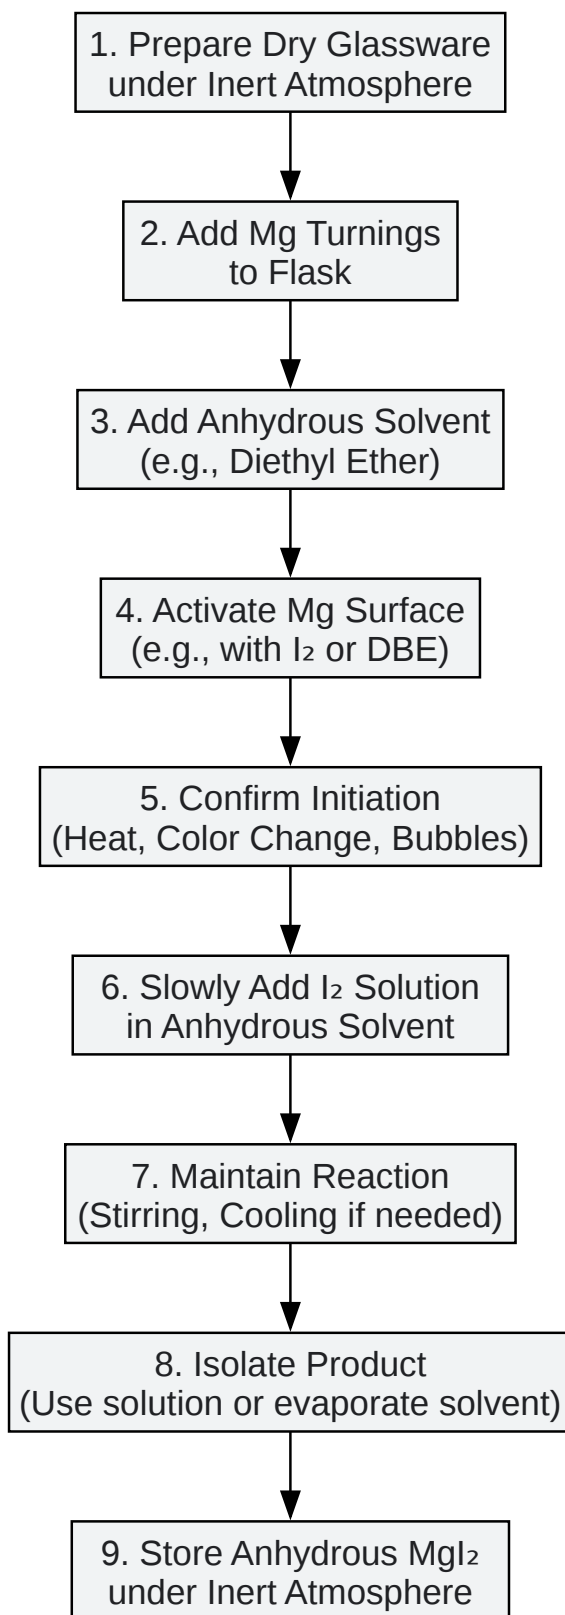 1. Prepare Dry Glassware
under Inert Atmosphere
2. Add Mg Turnings
to Flask
3. Add Anhydrous Solvent
(e.g., Diethyl Ether)
4. Activate Mg Surface
(e.g., with I₂ or DBE)
5. Confirm Initiation
(Heat, Color Change, Bubbles)
6. Slowly Add I₂ Solution
in Anhydrous Solvent
7. Maintain Reaction
(Stirring, Cooling if needed)
8. Isolate Product
(Use solution or evaporate solvent)
9. Store Anhydrous MgI₂
under Inert Atmosphere